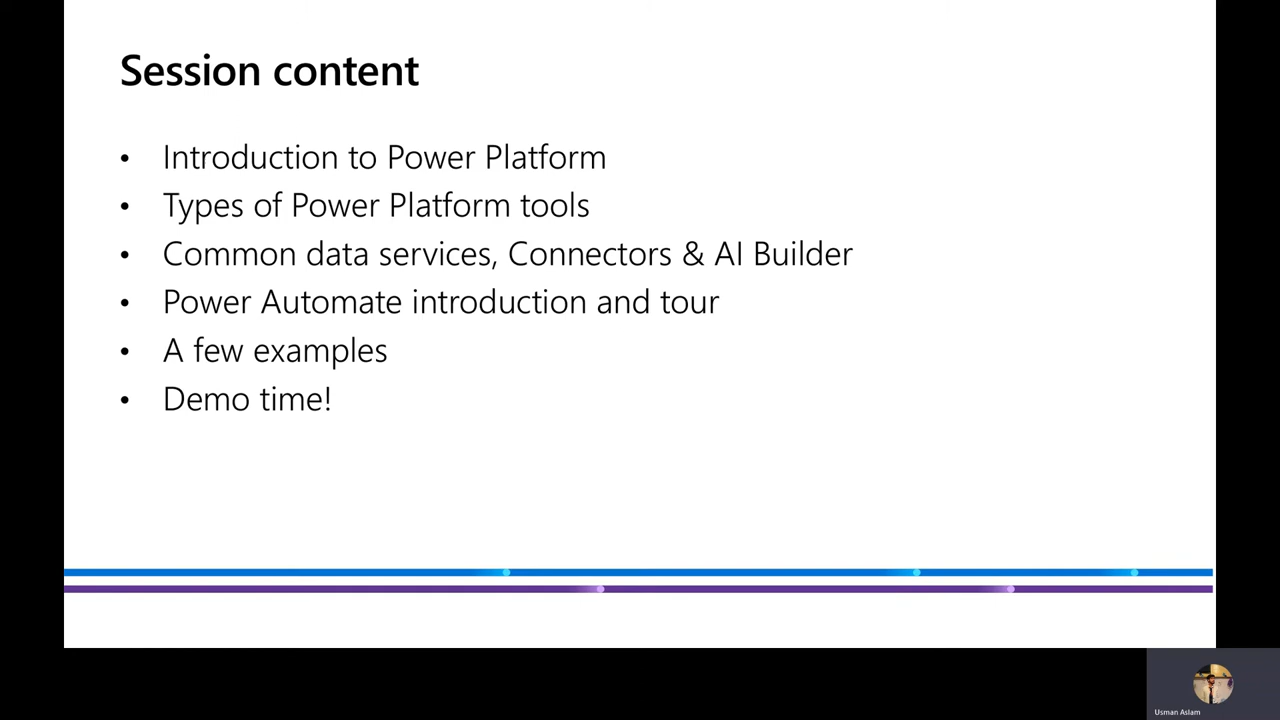 Session content
• Introduction to Power Platform
• Types of Power Platform tools
• Common data services, Connectors & AI Builder
• Power Automate introduction and tour
• A few examples
• Demo time!
Usman Aslam